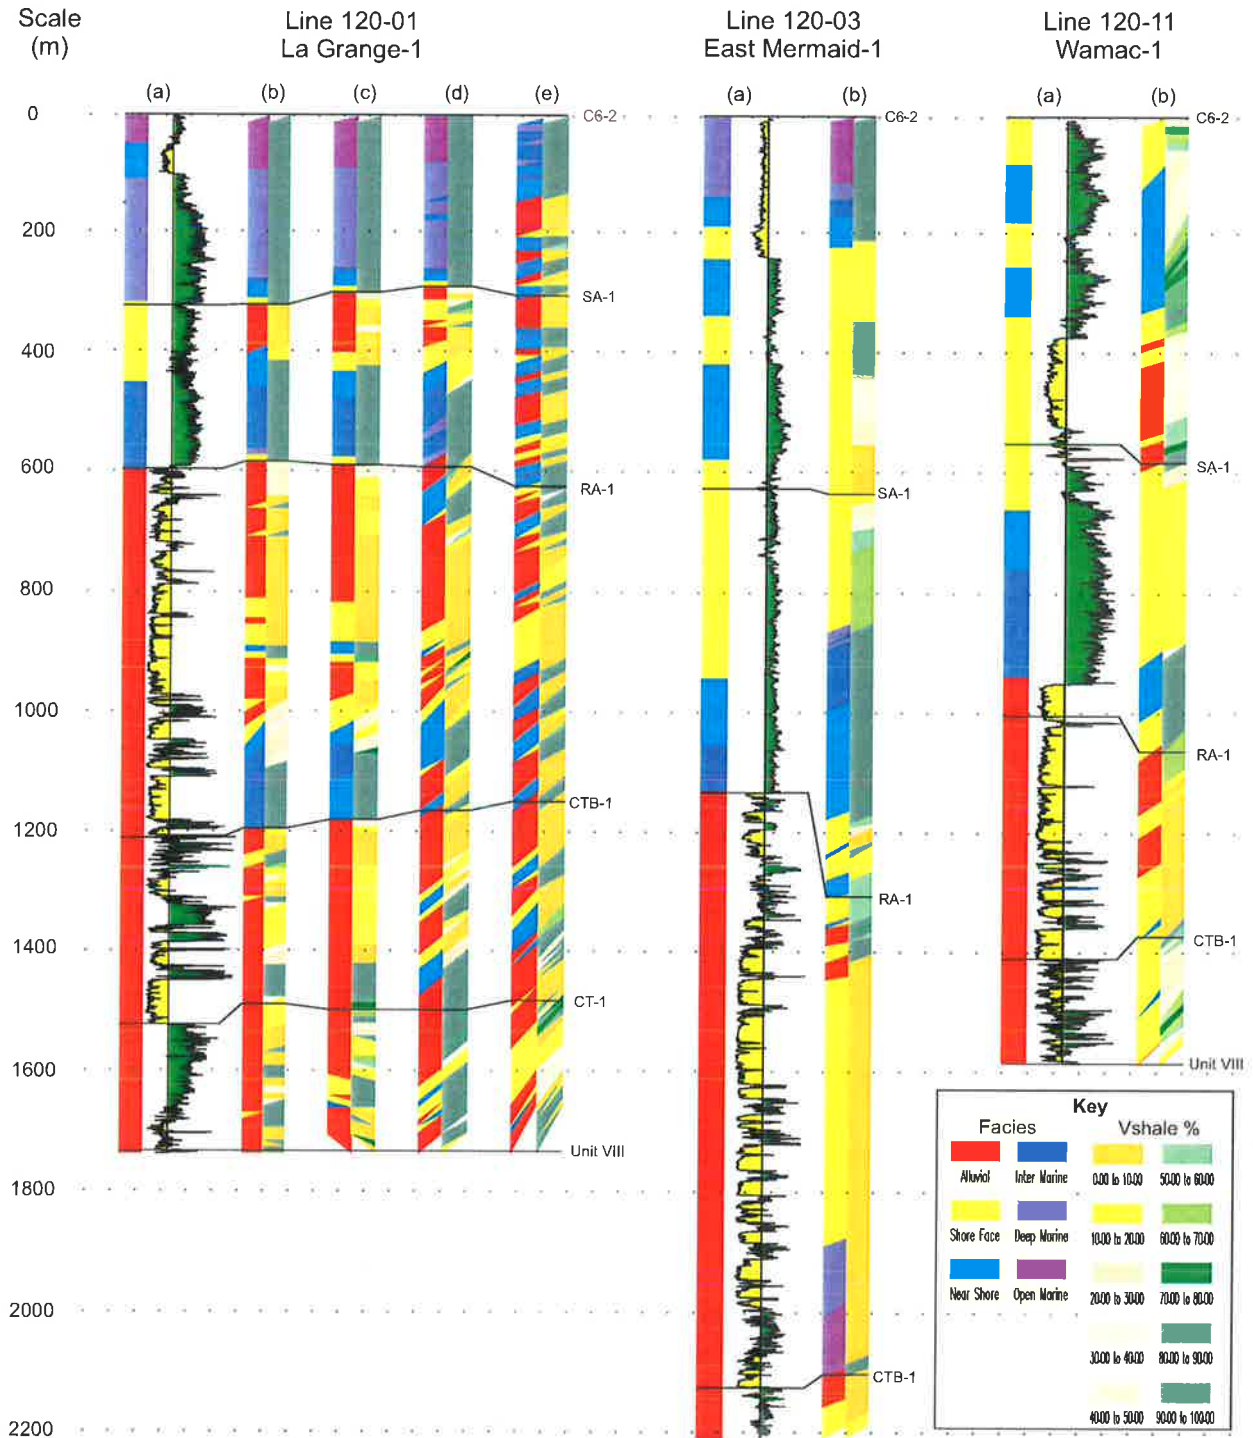 Scale
(m)
Line 120-01
La Grange-1
Line 120-03
East Mermaid-1
Line 120-11
Wamac-1
(a)
(b)
(c)
(d)
(e)
(a)
(b)
(a)
(b)
0
200
400
600
800
1000
1200
1400
1600
1800
2000
2200
C6-2
SA-1
RA-1
CTB-1
CT-1
Unit VIII
C6-2
SA-1
RA-1
CTB-1
C6-2
SA-1
RA-1
CTB-1
Unit VIII
Key
Facies
Vshale %
Alluvial
Inter Marine
0.00 to 10.00
50.00 to 60.00
Shore Face
Deep Marine
10.00 to 20.00
60.00 to 70.00
Near Shore
Open Marine
20.00 to 30.00
70.00 to 80.00
30.00 to 40.00
80.00 to 90.00
40.00 to 50.00
90.00 to 100.00